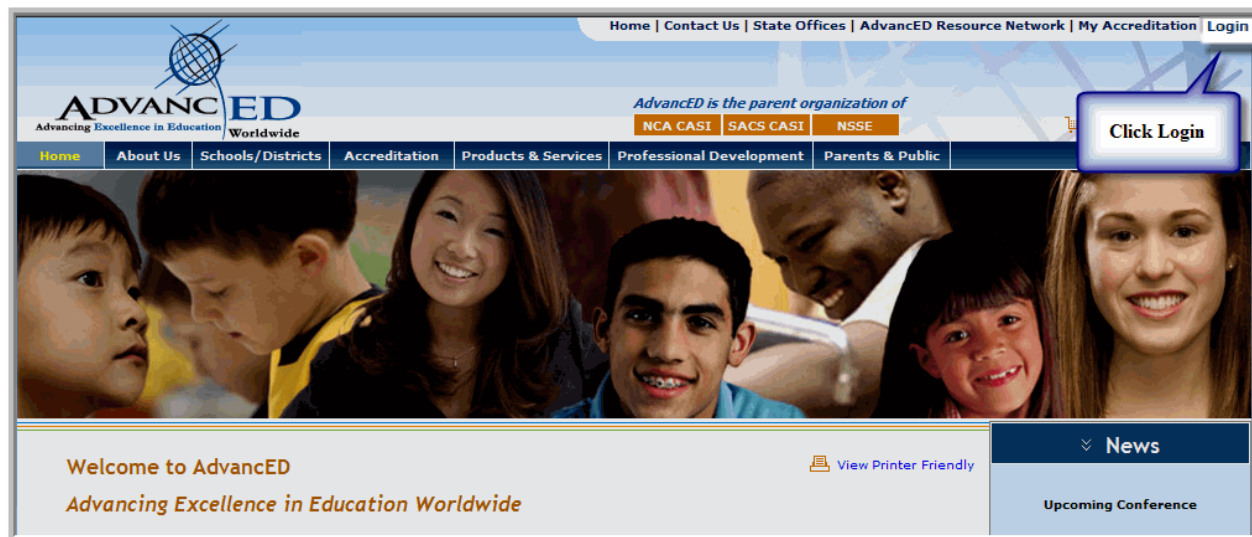 Home | Contact Us | State Offices | AdvancED Resource Network | My Accreditation | Login
ADVANCED
Advancing Excellence in Education Worldwide
AdvancED is the parent organization of
NCA CASI SACS CASI NSSE
Click Login
Home About Us Schools/Districts Accreditation Products & Services Professional Development Parents & Public
Welcome to AdvancED
View Printer Friendly
Advancing Excellence in Education Worldwide
News
Upcoming Conference